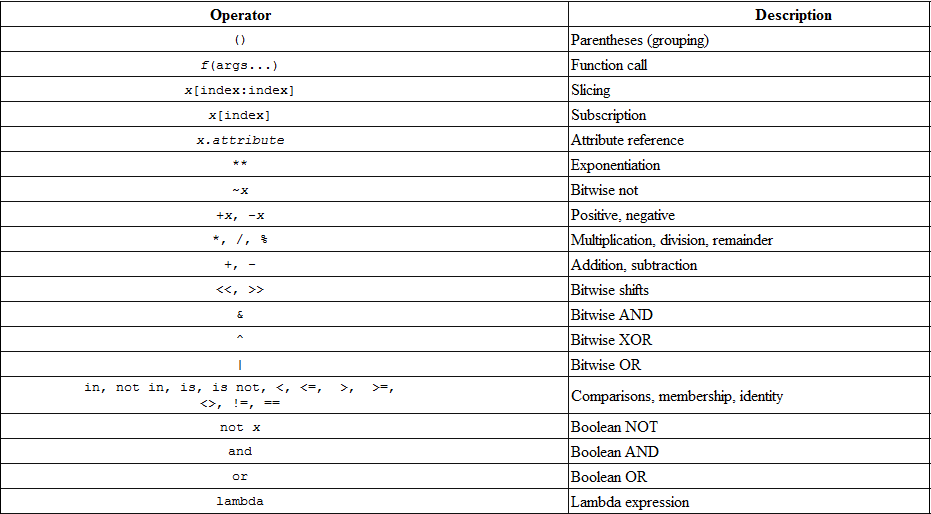 Operator Description
() Parentheses (grouping)
f(args...) Function call
x[index:index] Slicing
x[index] Subscription
x.attribute Attribute reference
** Exponentiation
~x Bitwise not
+x, -x Positive, negative
*, /, % Multiplication, division, remainder
+, - Addition, subtraction
<<, >> Bitwise shifts
& Bitwise AND
^ Bitwise XOR
| Bitwise OR
in, not in, is, is not, <, <=, >, >=,
<>, !=, == Comparisons, membership, identity
not x Boolean NOT
and Boolean AND
or Boolean OR
lambda Lambda expression